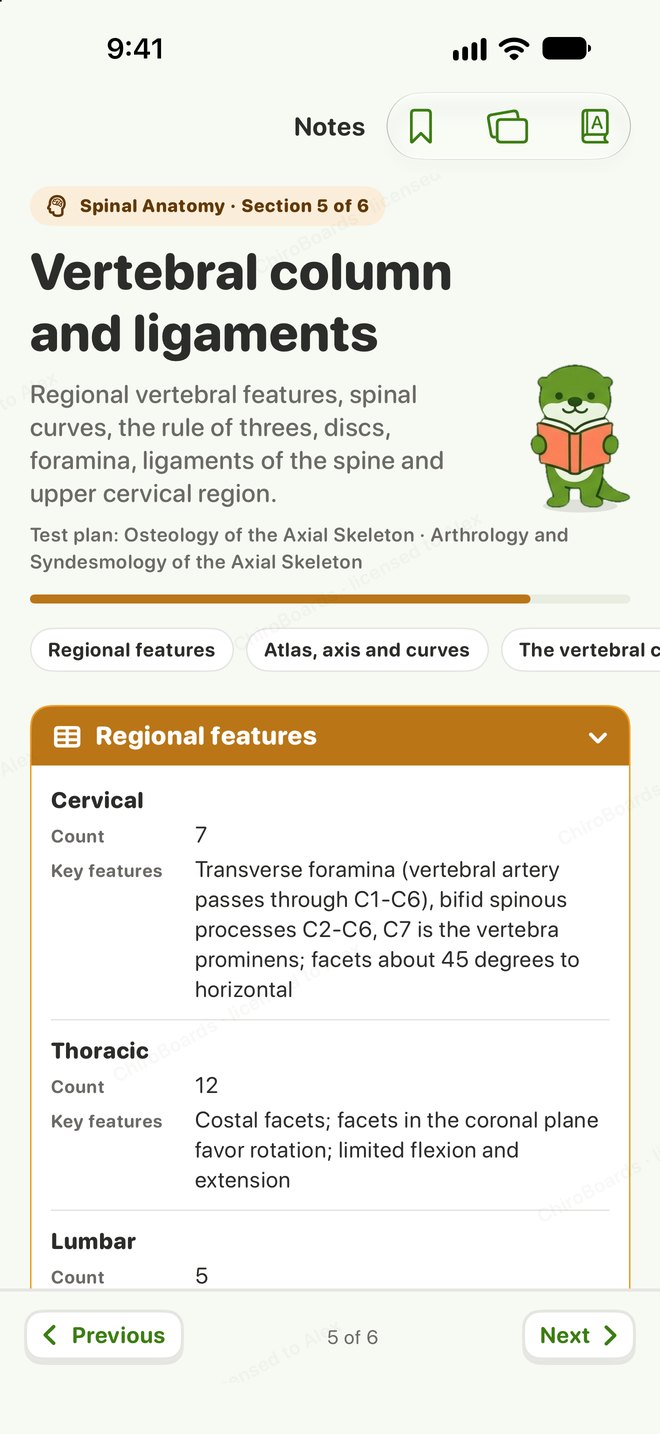 9:41
Notes
A
Spinal Anatomy · Section 5 of 6
Vertebral column
and ligaments
Regional vertebral features, spinal
curves, the rule of threes, discs,
foramina, ligaments of the spine and
upper cervical region.
Test plan: Osteology of the Axial Skeleton · Arthrology and
Syndesmology of the Axial Skeleton
Regional features
Atlas, axis and curves
The vertebral c
Regional features
Cervical
Count
7
Key features
Transverse foramina (vertebral artery
passes through C1-C6), bifid spinous
processes C2-C6, C7 is the vertebra
prominens; facets about 45 degrees to
horizontal
Thoracic
Count
12
Key features
Costal facets; facets in the coronal plane
favor rotation; limited flexion and
extension
Lumbar
Count
5
Previous
5 of 6
Next
ChiroBoards · licensed to Alex